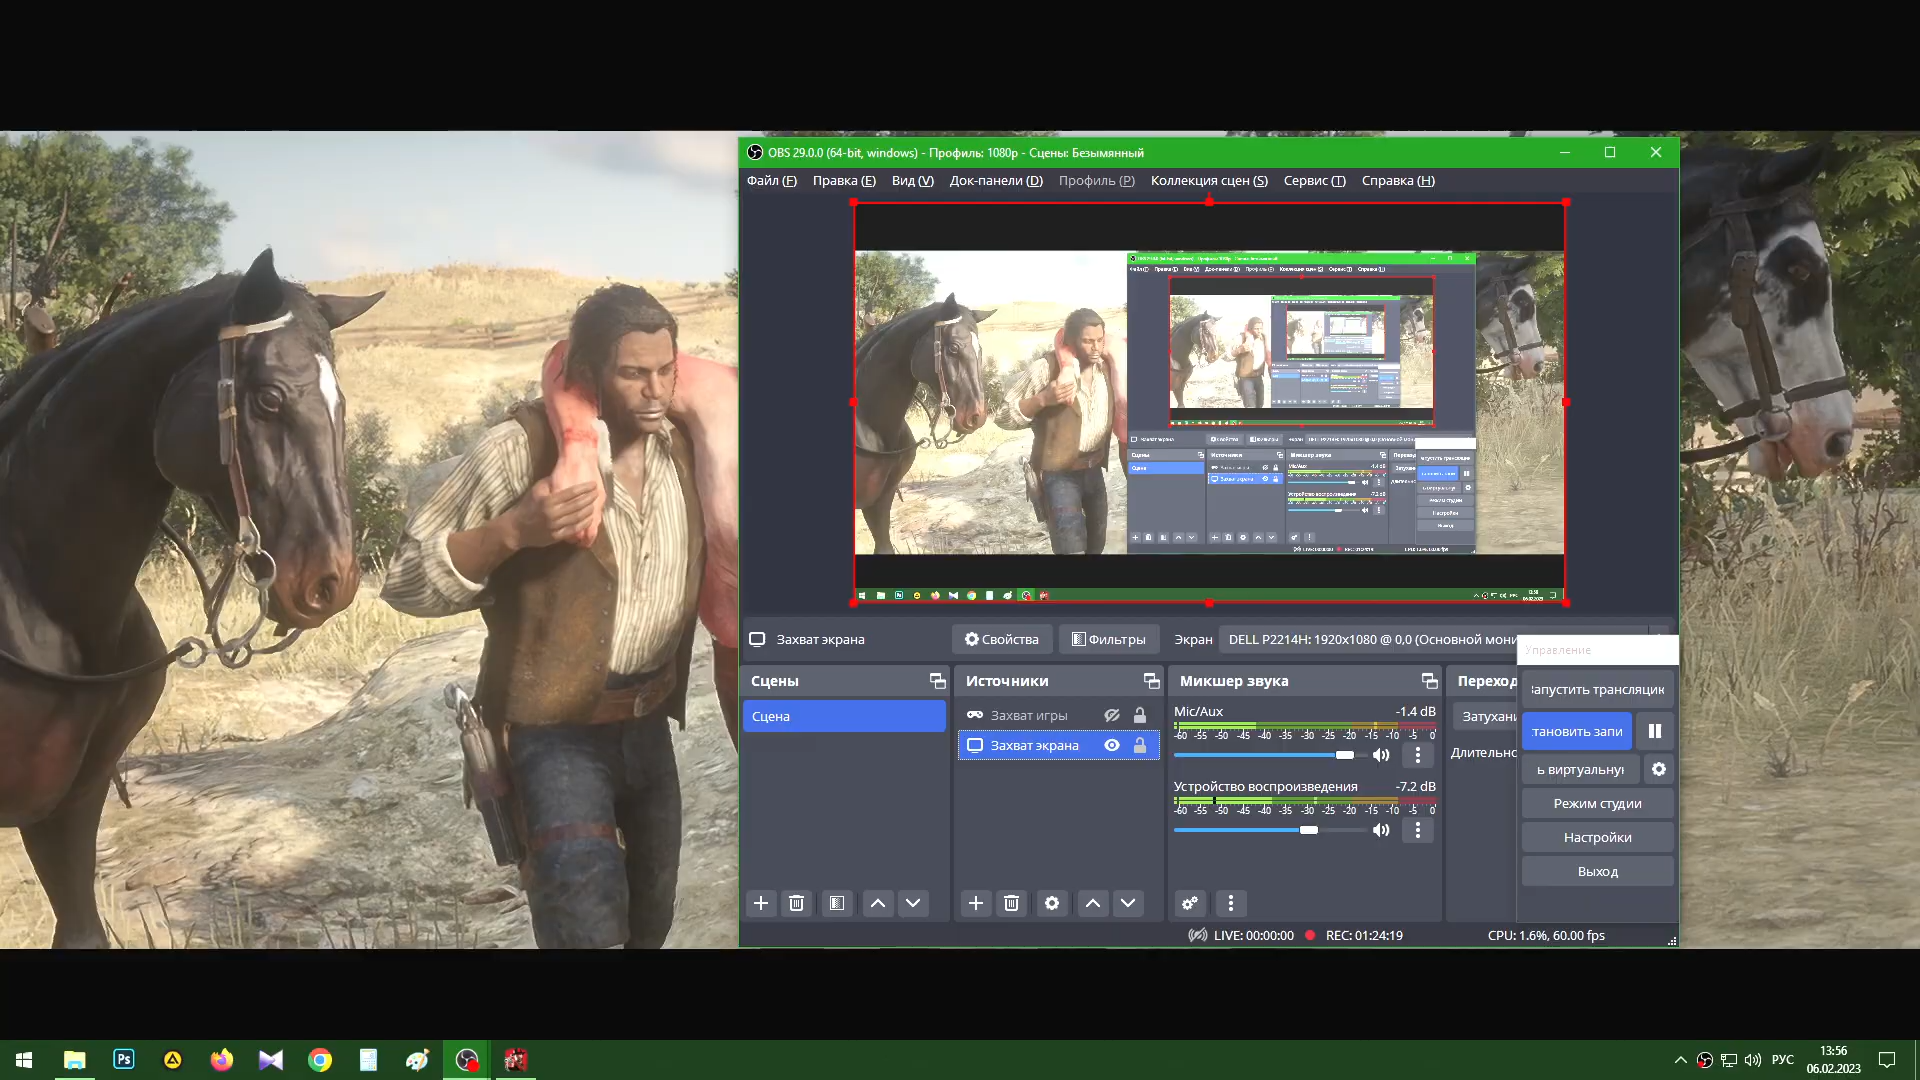 OBS 29.0.0 (64-bit, windows) - Профиль: 1080p - Сцены: Безымянный
Файл (F) Правка (E) Вид (V) Док-панели (D) Профиль (P) Коллекция сцен (S) Сервис (T) Справка (H)
Захват экрана Свойства Фильтры Экран DELL P2214H: 1920x1080 @ 0,0 (Основной мони
Управление
Сцены Источники Микшер звука Переход
Сцена
Захват игры
Захват экрана
Mic/Aux -1.4 dB
-60 -55 -50 -45 -40 -35 -30 -25 -20 -15 -10 -5 0
Устройство воспроизведения -7.2 dB
-60 -55 -50 -45 -40 -35 -30 -25 -20 -15 -10 -5 0
Затухани
Длительно
апустить трансляцик
тановить запи
ь виртуальну
Режим студии
Настройки
Выход
LIVE: 00:00:00 REC: 01:24:19 CPU: 1.6%, 60.00 fps
Ps
РУС
13:56
06.02.2023